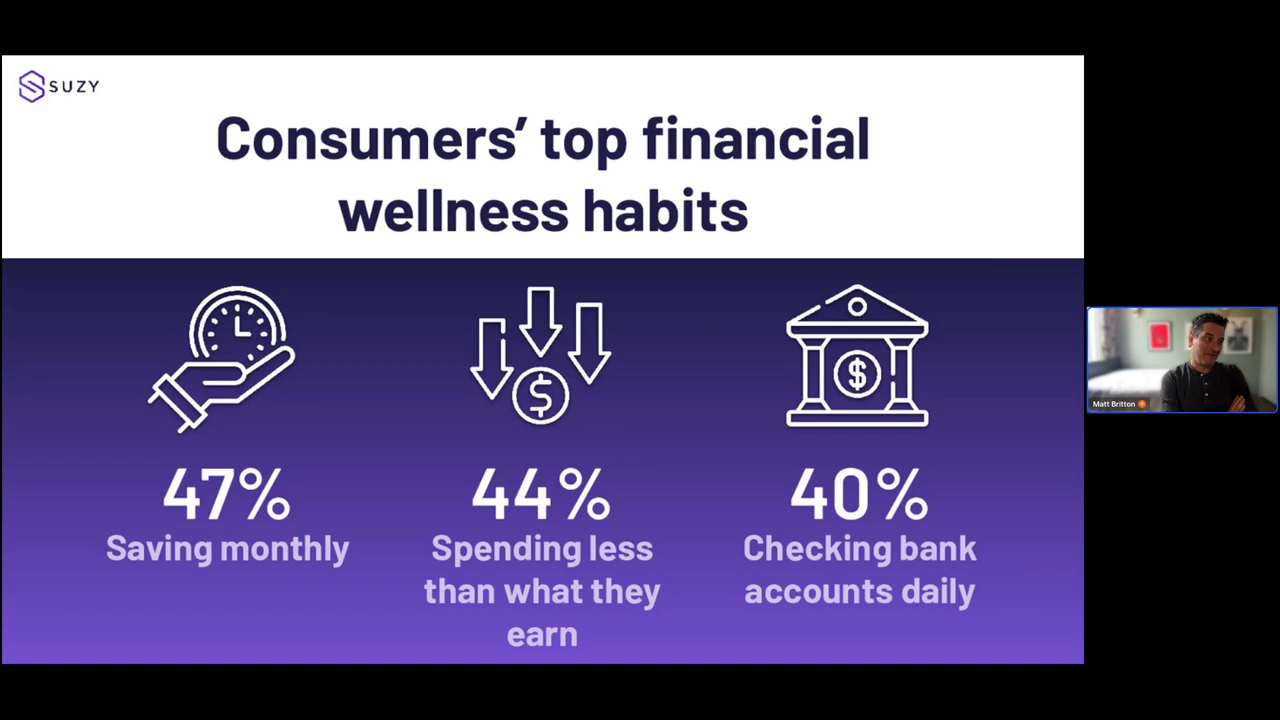 SUZY
Consumers’ top financial
wellness habits
$
$
47%
44%
40%
Saving monthly
Spending less
than what they
earn
Checking bank
accounts daily
Matt Britton